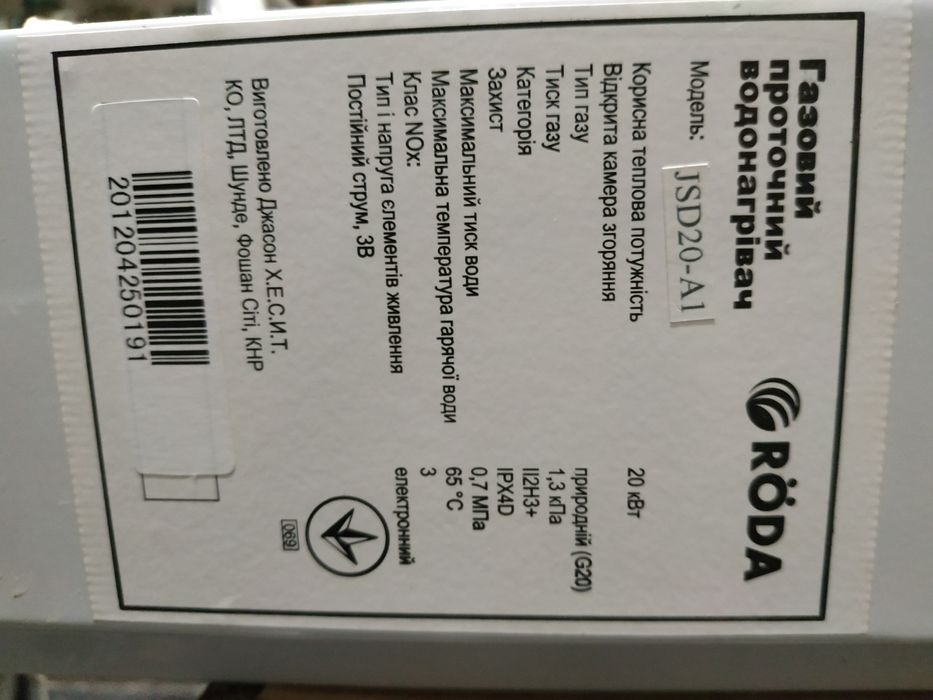 Газовий
проточний
водонагрівач
RÖDA
Модель: JSD20-A1
Корисна теплова потужність 20 кВт
Відкрита камера згоряння
Тип газу природній (G20)
Тиск газу 1,3 кПа
Категорія II2H3+
Захист IPX4D
Максимальний тиск води 0,7 МПа
Максимальна температура гарячої води 65 °C
Клас NOx: 3
Тип і напруга єлементів живлення електронний
Постійний струм, 3В
Виготовлено Джасон Х.Е.С.И.Т.
КО, ЛТД, Шунде, Фошан Сіті, КНР
069
2012042500191